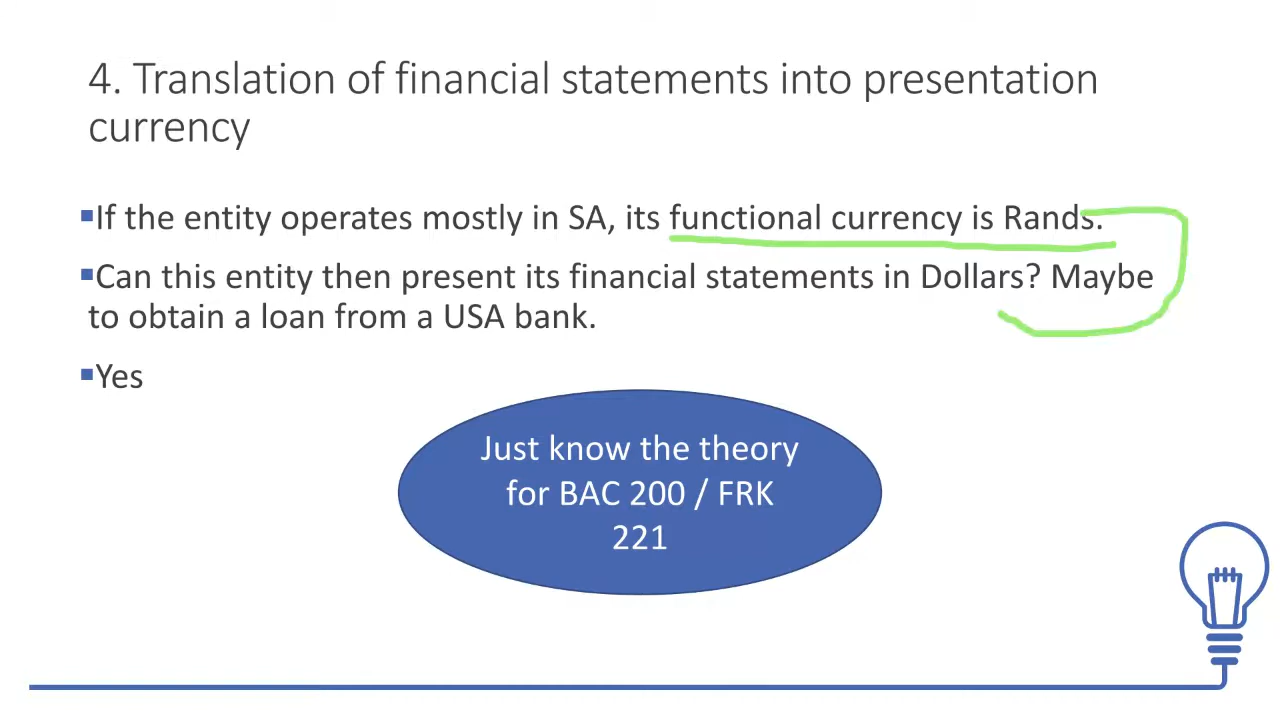 4. Translation of financial statements into presentation
currency
▪If the entity operates mostly in SA, its functional currency is Rands.
▪Can this entity then present its financial statements in Dollars? Maybe
to obtain a loan from a USA bank.
▪Yes
Just know the theory
for BAC 200 / FRK
221